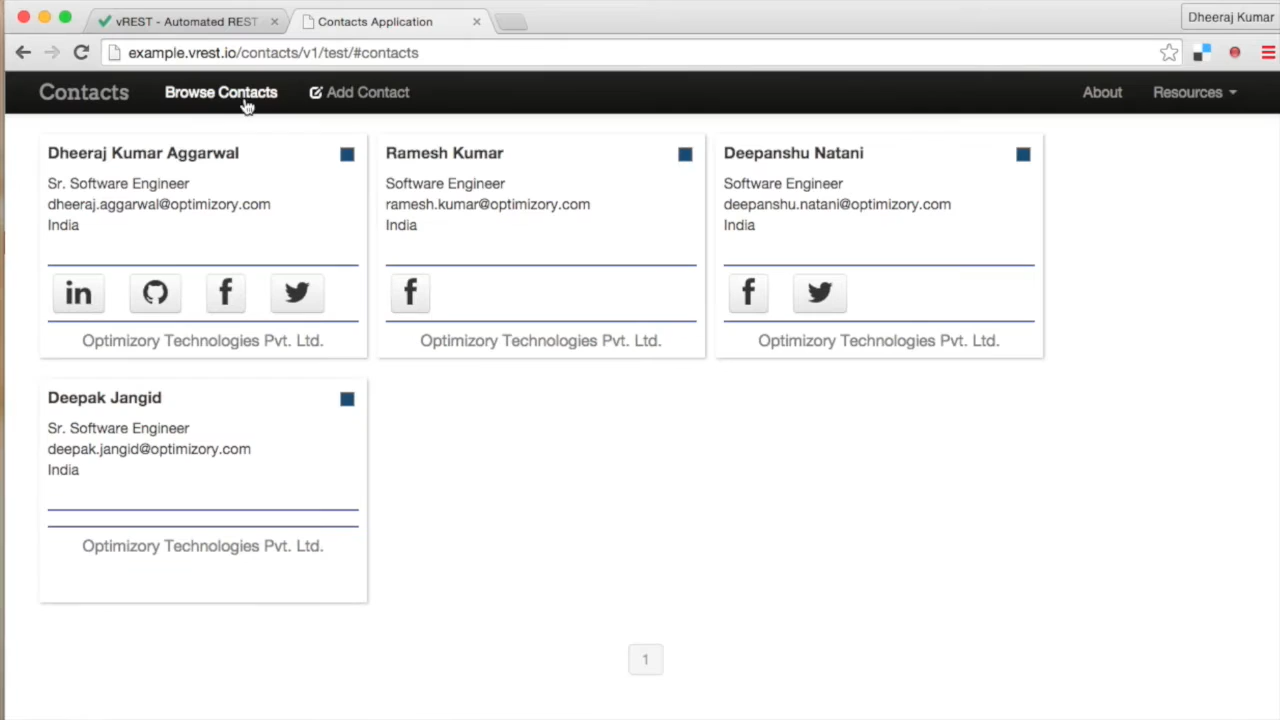 vREST - Automated REST
Contacts Application
Dheeraj Kumar
example.vrest.io/contacts/v1/test/#contacts
Contacts
Browse Contacts
Add Contact
About
Resources
Dheeraj Kumar Aggarwal
Sr. Software Engineer
dheeraj.aggarwal@optimizory.com
India
in
f
Optimizory Technologies Pvt. Ltd.
Ramesh Kumar
Software Engineer
ramesh.kumar@optimizory.com
India
f
Optimizory Technologies Pvt. Ltd.
Deepanshu Natani
Software Engineer
deepanshu.natani@optimizory.com
India
f
Optimizory Technologies Pvt. Ltd.
Deepak Jangid
Sr. Software Engineer
deepak.jangid@optimizory.com
India
Optimizory Technologies Pvt. Ltd.
1